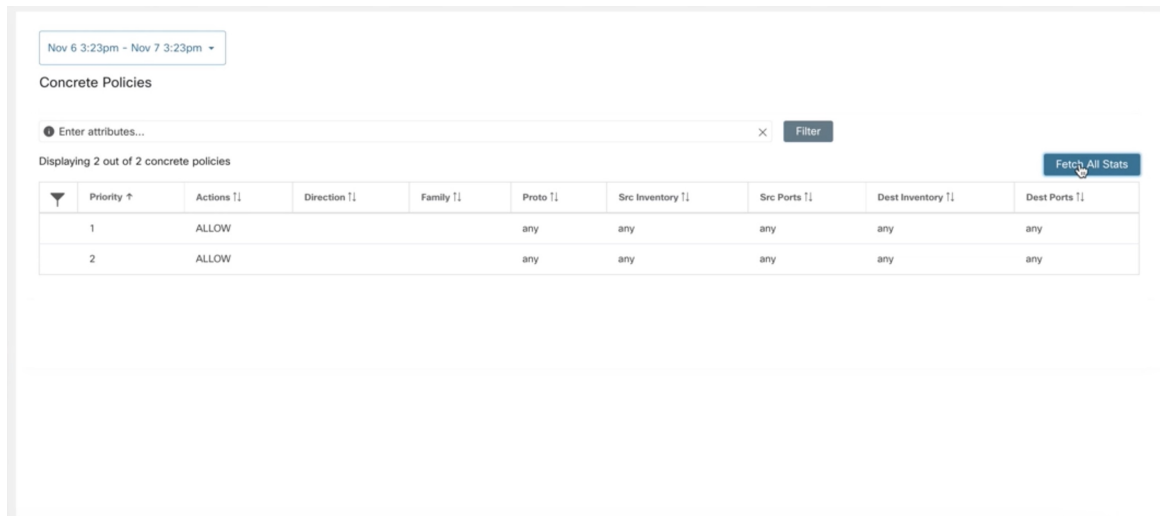 Nov 6 3:23pm - Nov 7 3:23pm
Concrete Policies
Enter attributes...
Filter
Displaying 2 out of 2 concrete policies
Fetch All Stats
Priority Actions Direction Family Proto Src Inventory Src Ports Dest Inventory Dest Ports
1 ALLOW any any any any any
2 ALLOW any any any any any